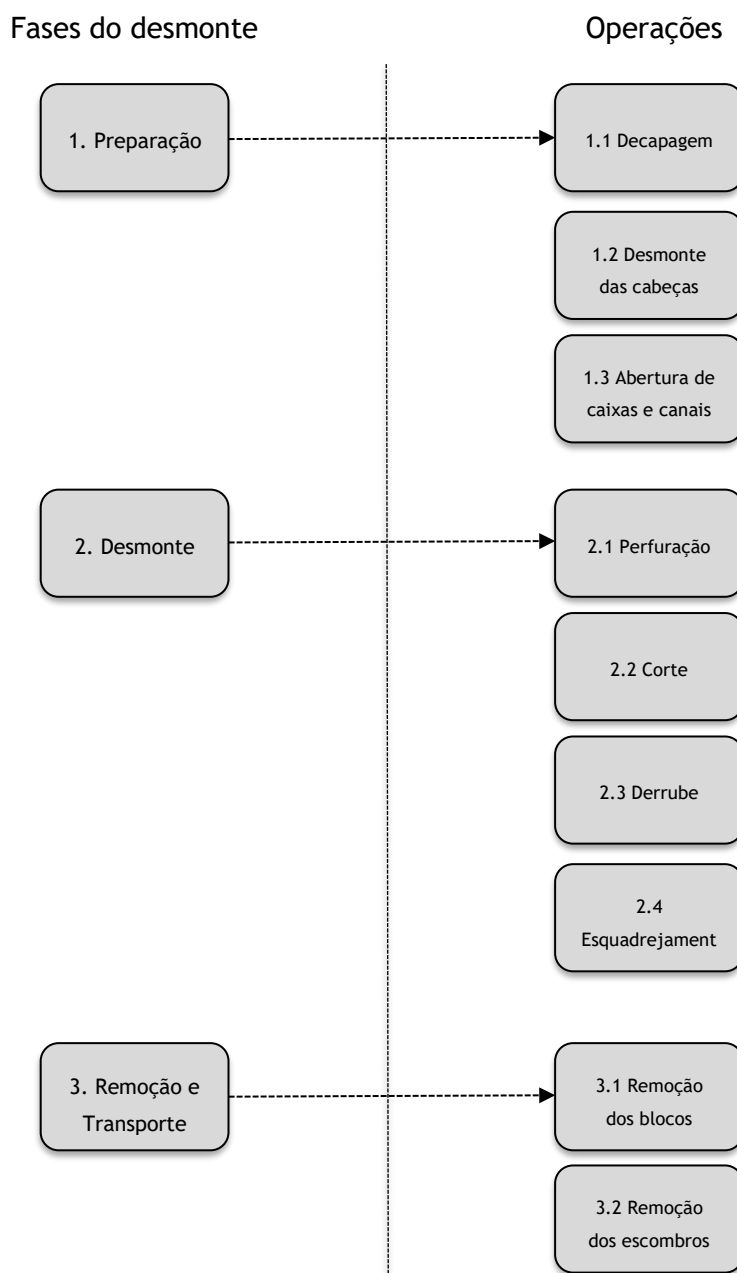 Fases do desmonte
Operações
1. Preparação
1.1 Decapagem
1.2 Desmonte
das cabeças
1.3 Abertura de
caixas e canais
2. Desmonte
2.1 Perfuração
2.2 Corte
2.3 Derrube
2.4
Esquadrejament
3. Remoção e
Transporte
3.1 Remoção
dos blocos
3.2 Remoção
dos escombros